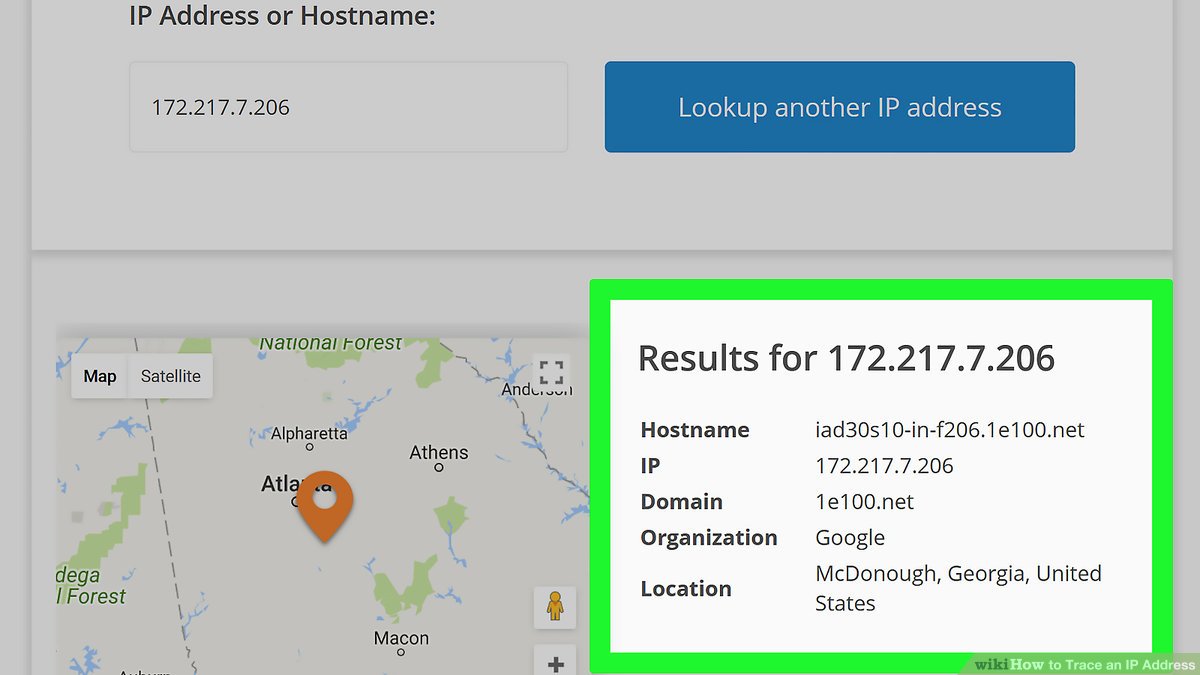 IP Address or Hostname:
172.217.7.206
Lookup another IP address
National Forest
Map
Satellite
Anderson
Alpharetta
Athens
Atlanta
dega
l Forest
Macon
Auburn
Results for 172.217.7.206
Hostname iad30s10-in-f206.1e100.net
IP 172.217.7.206
Domain 1e100.net
Organization Google
Location McDonough, Georgia, United
States
wikiHow to Trace an IP Address